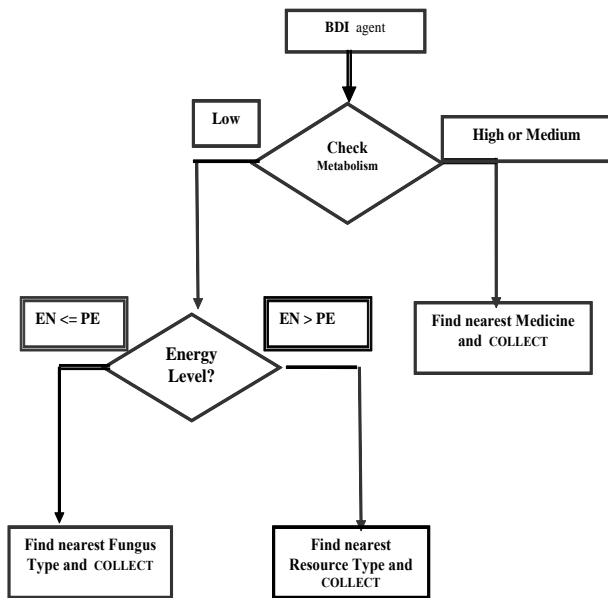 BDI agent
Low
High or Medium
Check
Metabolism
EN <= PE
EN > PE
Find nearest Medicine
and COLLECT
Energy
Level?
Find nearest Fungus
Type and COLLECT
Find nearest
Resource Type and
COLLECT